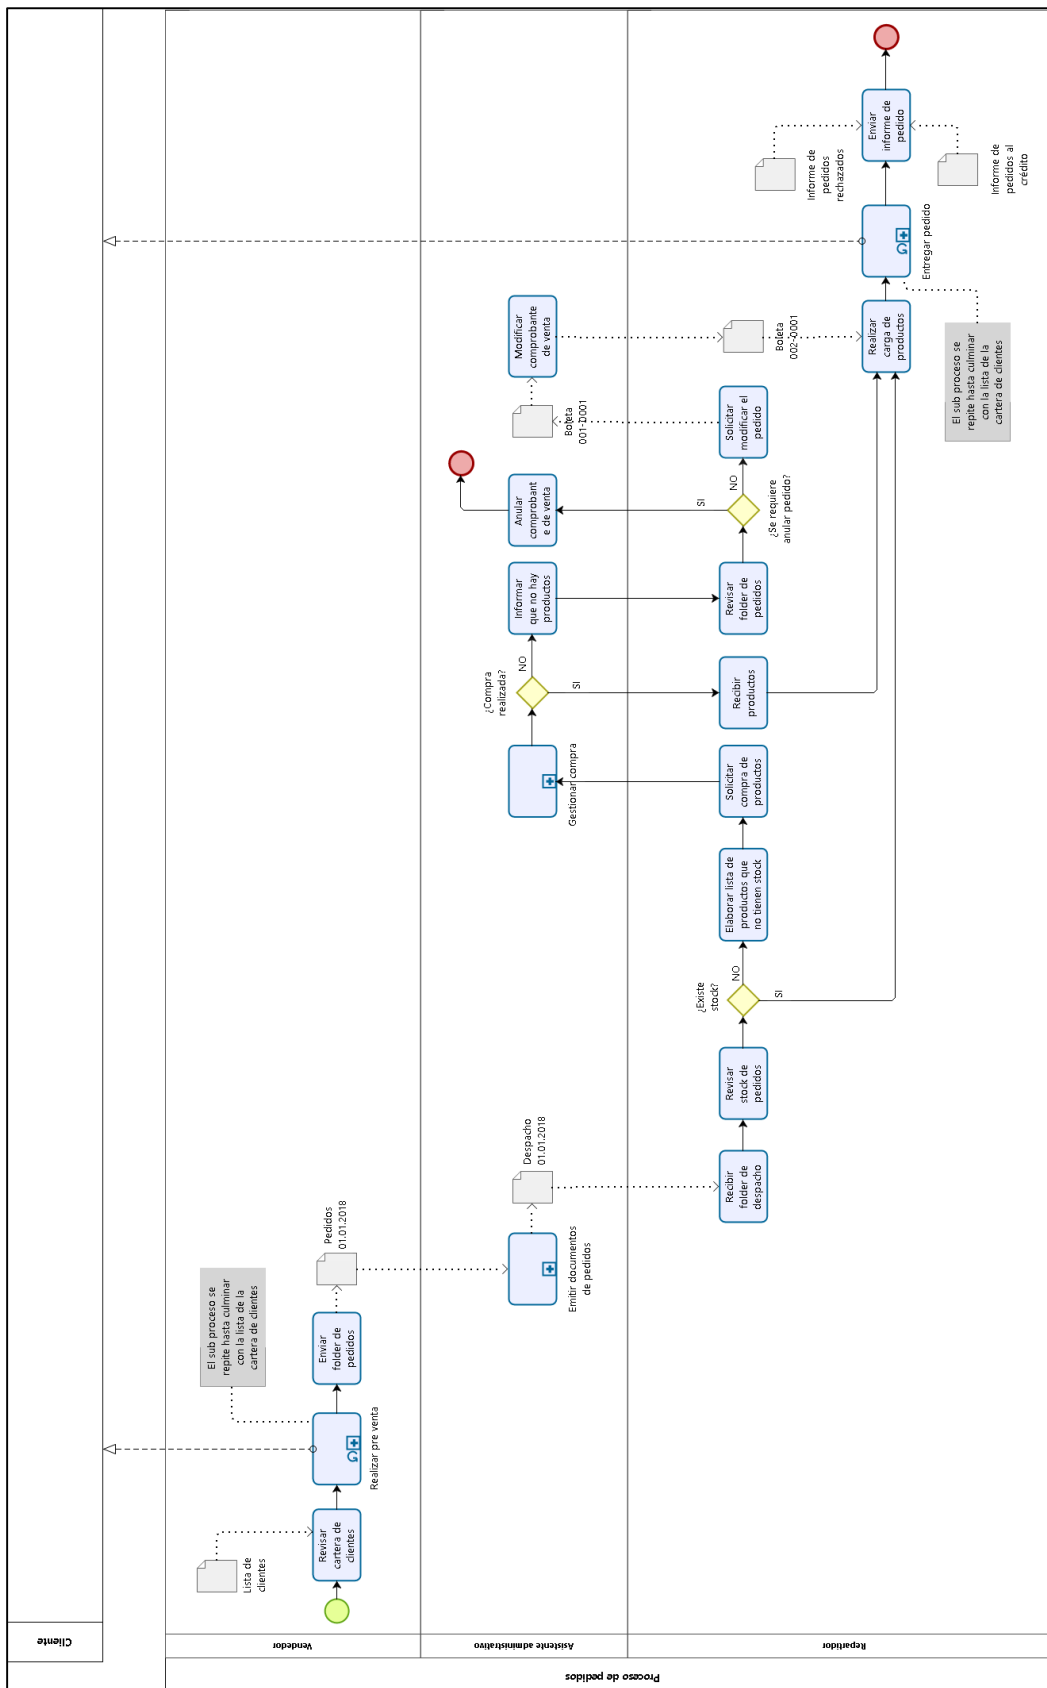 Cliente
Proceso de pedidos
Vendedor
Asistente administrativo
Repartidor
Lista de
clientes
Revisar
cartera de
clientes
Realizar pre venta
El sub proceso se
repite hasta culminar
con la lista de la
cartera de clientes
Enviar
folder de
pedidos
Pedidos
01.01.2018
Emitir documentos
de pedidos
Despacho
01.01.2018
Recibir
folder de
despacho
Revisar
stock de
pedidos
¿Existe
stock?
NO
SI
Elaborar lista de
productos que
no tienen stock
Solicitar
compra de
productos
Gestionar compra
¿Compra
realizada?
NO
SI
Recibir
productos
Informar
que no hay
productos
Revisar
folder de
pedidos
¿Se requiere
anular pedido?
SI
NO
Anular
comprobant
e de venta
Solicitar
modificar el
pedido
Boleta
001-0001
Modificar
comprobante
de venta
Boleta
002-0001
Realizar
carga de
productos
Entregar pedido
El sub proceso se
repite hasta culminar
con la lista de la
cartera de clientes
Informe de
pedidos
rechazados
Enviar
informe de
pedido
Informe de
pedidos al
crédito